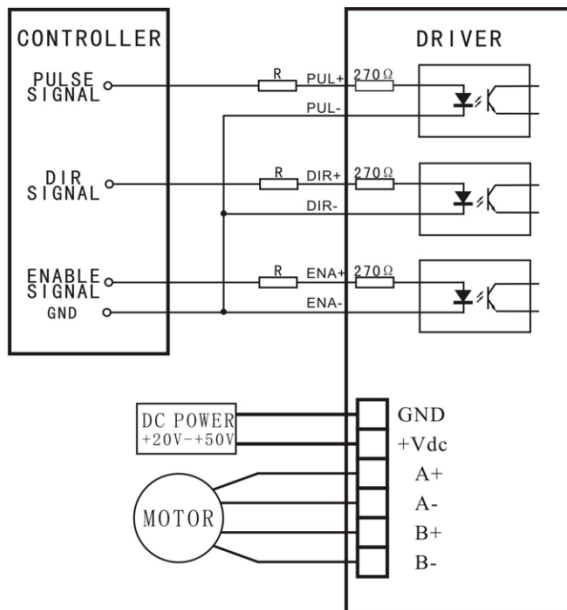 CONTROLLER
DRIVER
PULSE
SIGNAL
R
PUL+
270Ω
PUL-
DIR
SIGNAL
R
DIR+
270Ω
DIR-
ENABLE
SIGNAL
R
ENA+
270Ω
GND
ENA-
DC POWER
+20V-+50V
GND
+Vdc
MOTOR
A+
A-
B+
B-